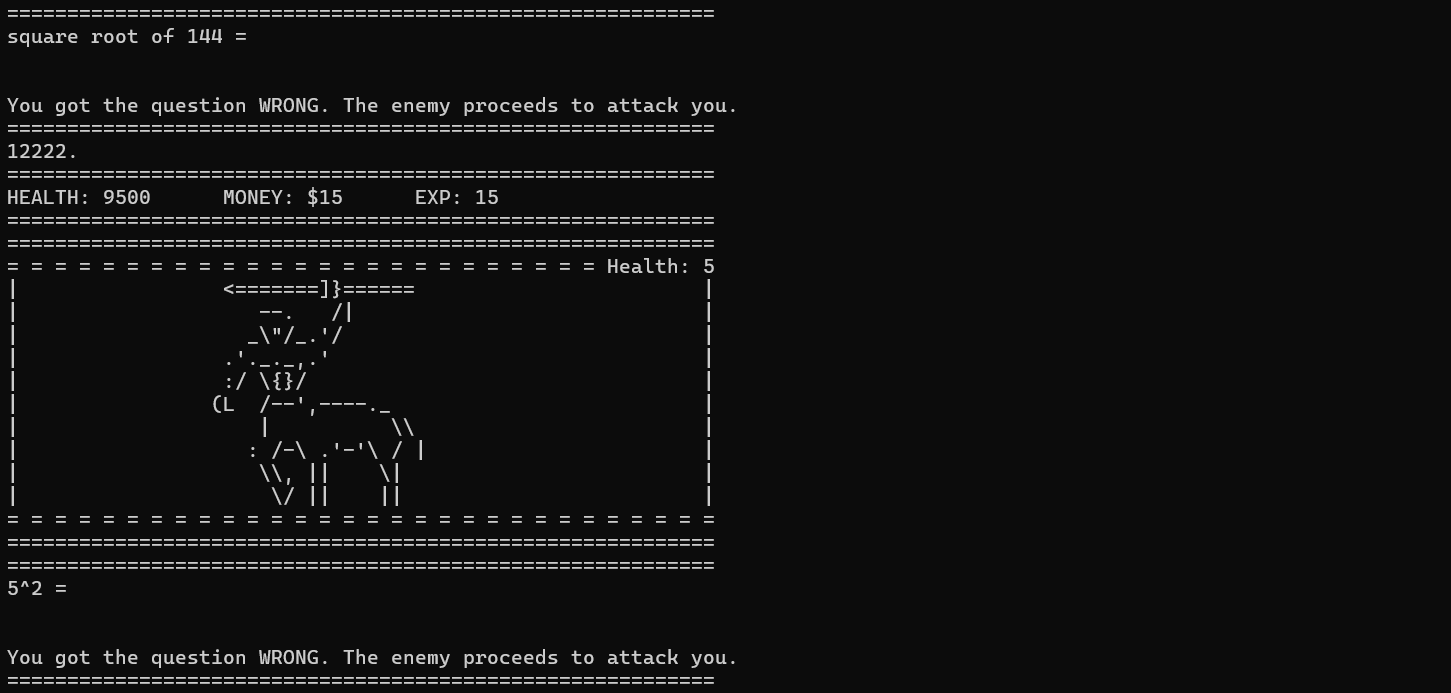 ===========================================================
square root of 144 =
You got the question WRONG. The enemy proceeds to attack you.
===========================================================
12222.
===========================================================
HEALTH: 9500      MONEY: $15      EXP: 15
===========================================================
===========================================================
= = = = = = = = = = = = = = = = = = = = = = = = = Health: 5
|                 <=======]}======                        |
|                    --.   /|                             |
|                   _\"/_.'/                              |
|                 .'._._,.'                               |
|                 :/ \{}/                                 |
|                (L  /--',----._                          |
|                    |          \\                        |
|                   : /-\ .'-'\ / |                       |
|                    \\, ||    \|                         |
|                     \/ ||    ||                         |
= = = = = = = = = = = = = = = = = = = = = = = = = = = = = =
===========================================================
===========================================================
5^2 =
You got the question WRONG. The enemy proceeds to attack you.
===========================================================